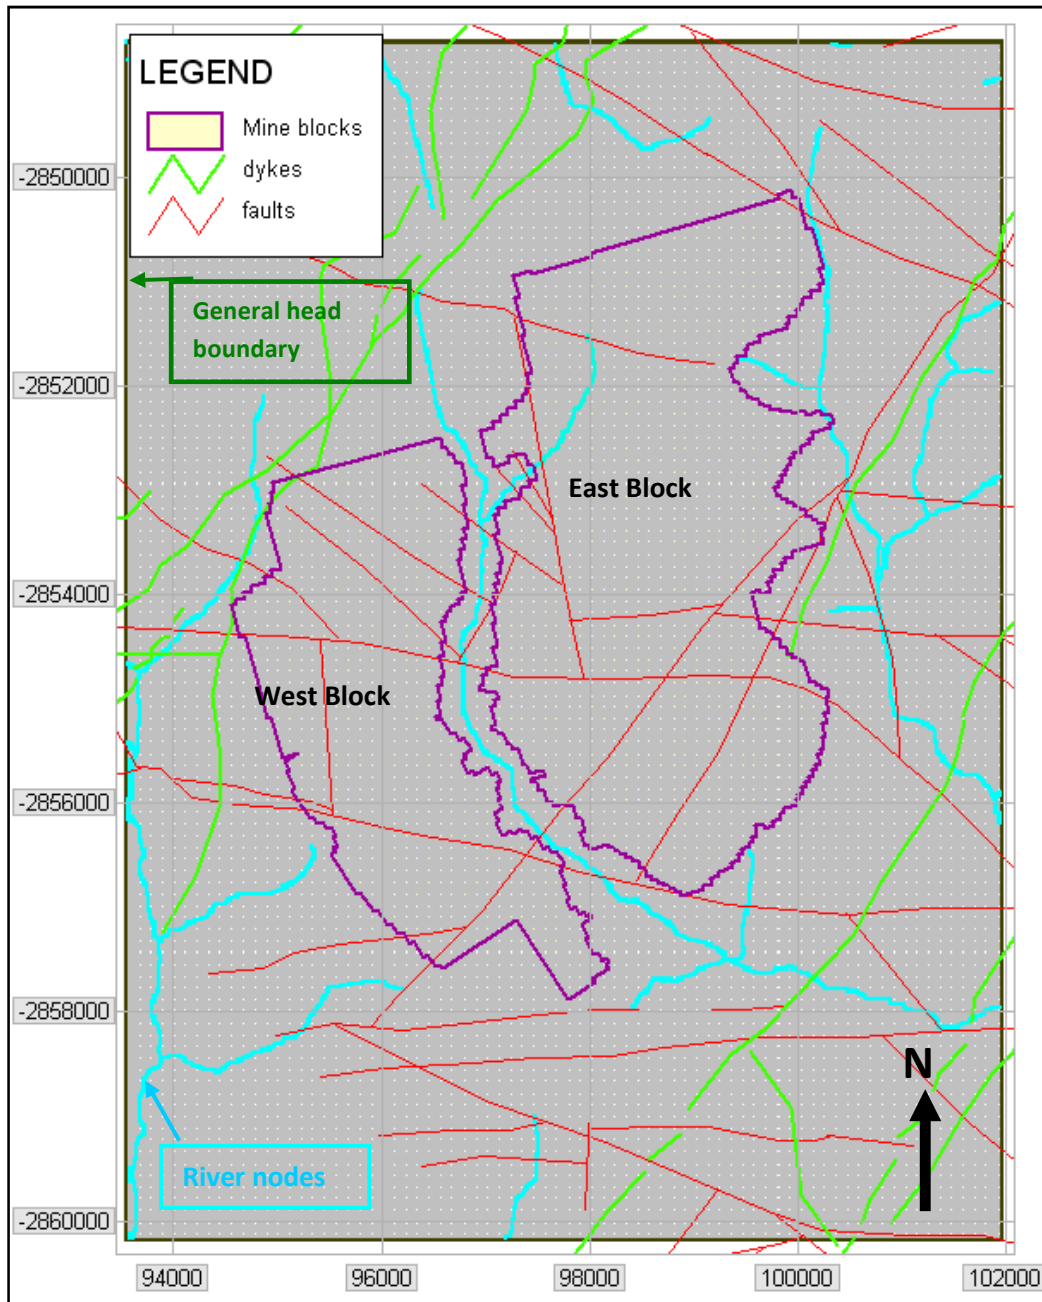 LEGEND
Mine blocks
dykes
faults
-2850000
General head
boundary
-2852000
East Block
-2854000
West Block
-2856000
-2858000
N
River nodes
-2860000
94000
96000
98000
100000
102000